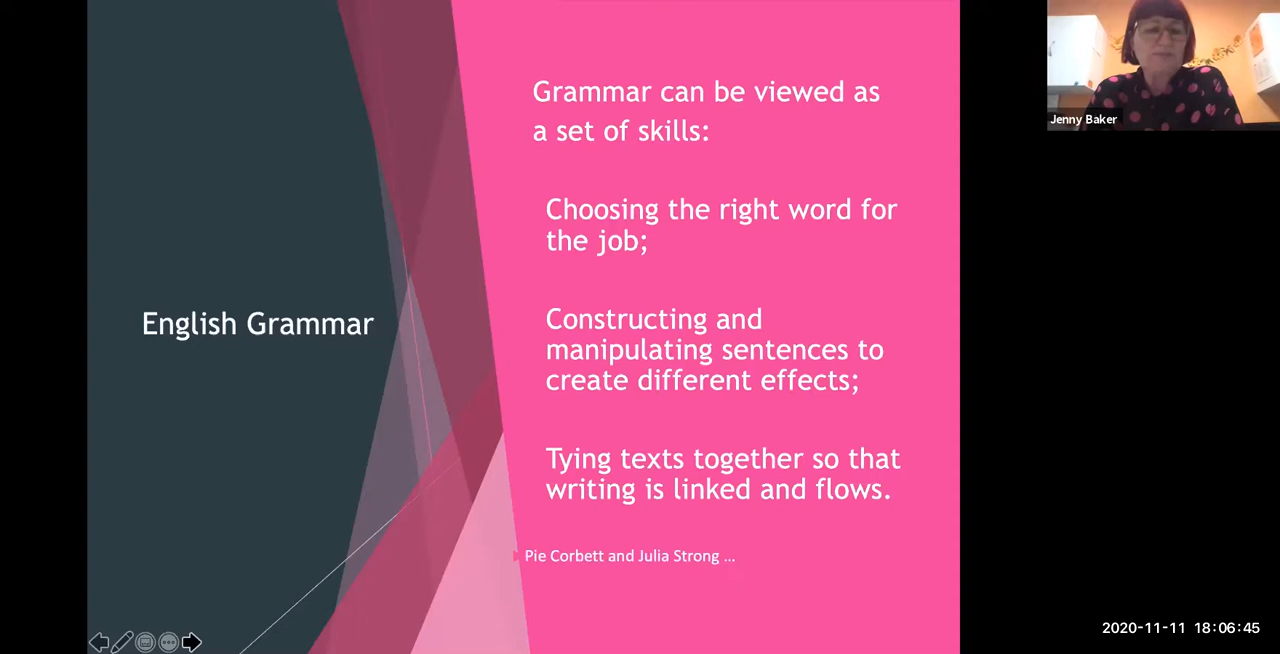 Grammar can be viewed as
a set of skills:
Choosing the right word for
the job;
Constructing and
manipulating sentences to
create different effects;
Tying texts together so that
writing is linked and flows.
Pie Corbett and Julia Strong ...
English Grammar
Jenny Baker
2020-11-11 18:06:45